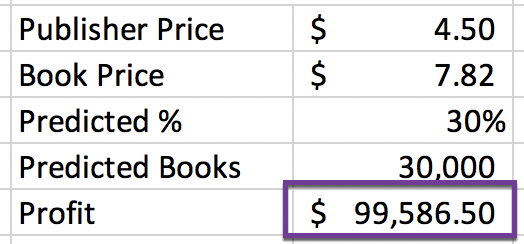 Publisher Price $ 4.50
Book Price $ 7.82
Predicted % 30%
Predicted Books 30,000
Profit $ 99,586.50